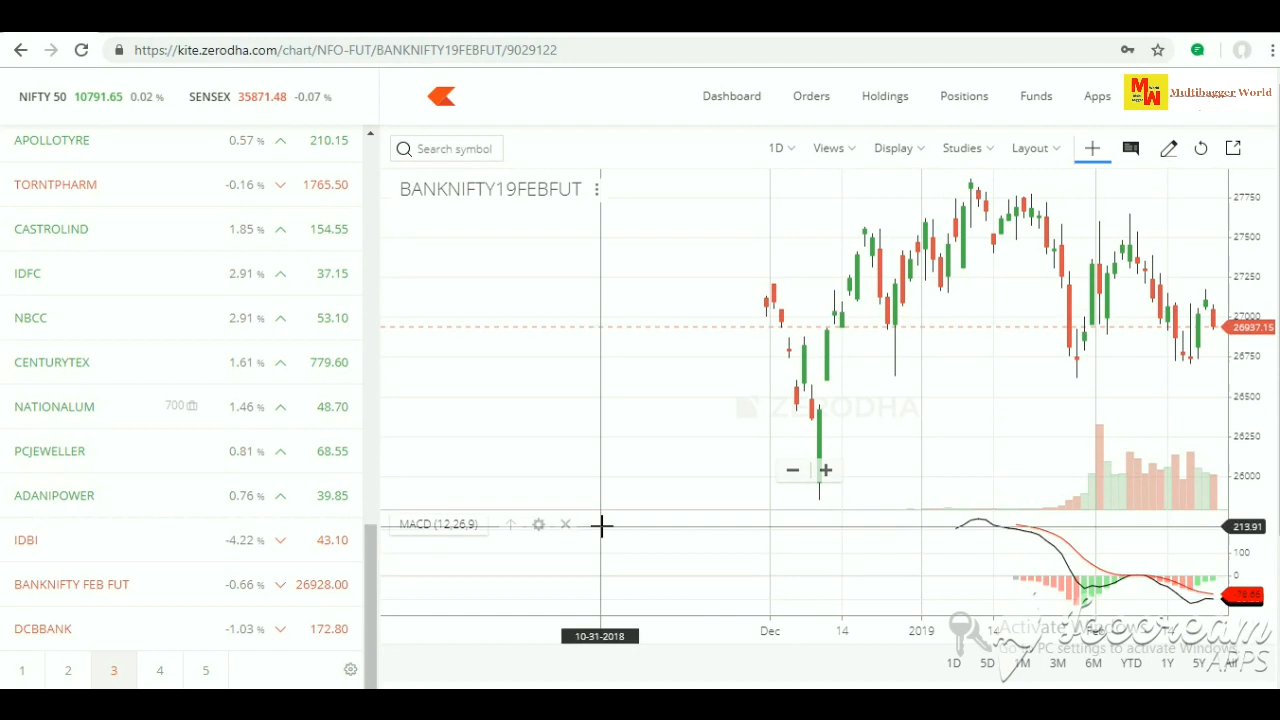 https://kite.zerodha.com/chart/NFO-FUT/BANKNIFTY19FEBFUT/9029122
NIFTY 50 10791.65 0.02 % SENSEX 35871.48 -0.07 %
Dashboard Orders Holdings Positions Funds Apps
MW Multibagger World
APOLLOTYRE 0.57 % 210.15
TORNTPHARM -0.16 % 1765.50
CASTROLIND 1.85 % 154.55
IDFC 2.91 % 37.15
NBCC 2.91 % 53.10
CENTURYTEX 1.61 % 779.60
NATIONALUM 700 1.46 % 48.70
PCJEWELLER 0.81 % 68.55
ADANIPOWER 0.76 % 39.85
IDBI -4.22 % 43.10
BANKNIFTY FEB FUT -0.66 % 26928.00
DCBBANK -1.03 % 172.80
1 2 3 4 5
Search symbol 1D Views Display Studies Layout
BANKNIFTY19FEBFUT
27750
27500
27250
27000
26937.15
26750
26500
26250
26000
ZERODHA
MACD (12,26,9)
213.91
100
0
Dec 14 2019 14 Feb 14
10-31-2018
Activate Windows
Go to PC settings to activate Windows.
1D 5D 1M 3M 6M YTD 1Y 5Y All
APPS